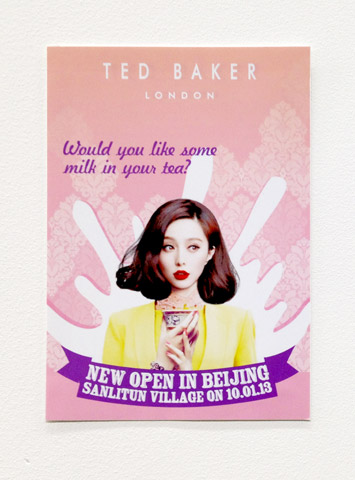 TED BAKER
LONDON
Would you like some
milk in your tea?
NEW OPEN IN BEIJING
SANLITUN VILLAGE ON 10.01.13